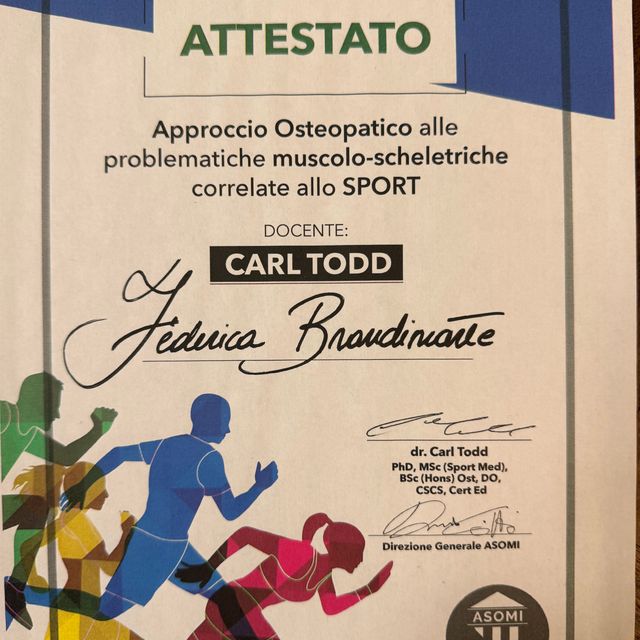 ATTESTATO
Approccio Osteopatico alle
problematiche muscolo-scheletriche
correlate allo SPORT
DOCENTE:
CARL TODD
Federica Brandimarte
dr. Carl Todd
PhD, MSc (Sport Med),
BSc (Hons) Ost, DO,
CSCS, Cert Ed
Direzione Generale ASOMI
ASOMI